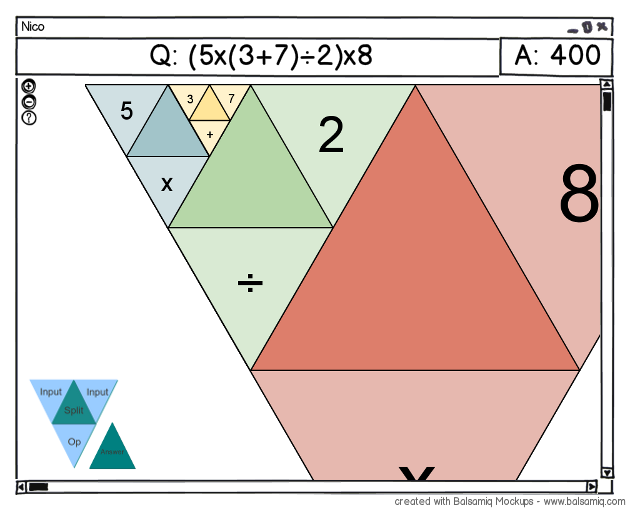 Nico
Q: (5x(3+7)÷2)x8
A: 400
5
3
7
+
x
2
÷
8
x
Input
Input
Split
Op
Answer
created with Balsamiq Mockups - www.balsamiq.com